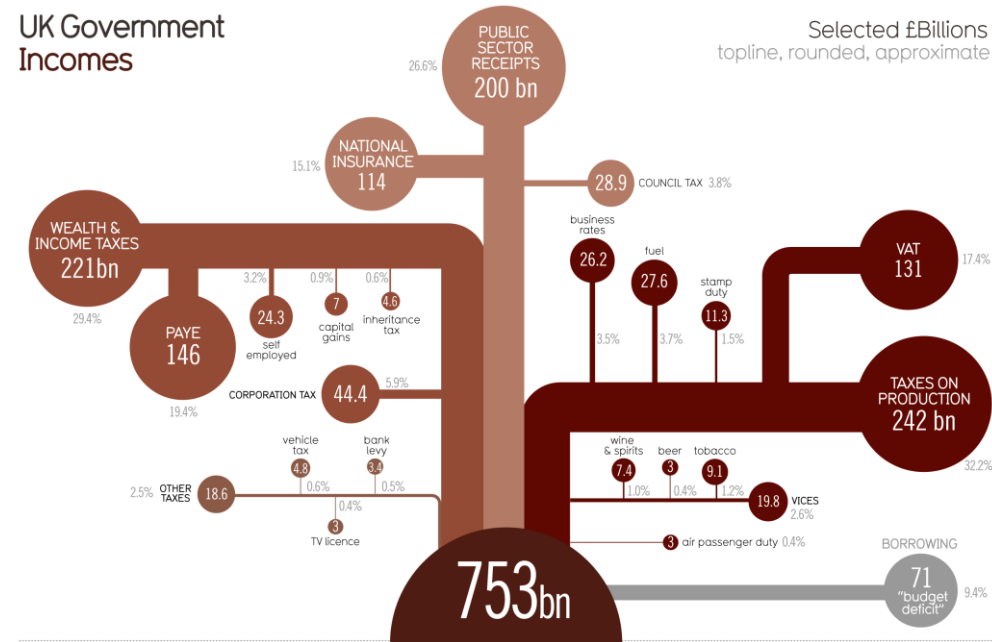 UK Government
Incomes
Selected £Billions
topline, rounded, approximate
PUBLIC
SECTOR
RECEIPTS
200 bn
26.6%
NATIONAL
INSURANCE
114
15.1%
28.9
COUNCIL TAX 3.8%
WEALTH &
INCOME TAXES
221bn
29.4%
PAYE
146
19.4%
3.2%
24.3
self
employed
0.9%
7
capital
gains
0.6%
4.6
inheritance
tax
CORPORATION TAX
44.4
5.9%
business
rates
26.2
3.5%
fuel
27.6
3.7%
stamp
duty
11.3
1.5%
VAT
131
17.4%
TAXES ON
PRODUCTION
242 bn
32.2%
vehicle
tax
4.8
0.6%
bank
levy
3.4
0.5%
2.5%
OTHER
TAXES
18.6
0.4%
3
TV licence
wine
& spirits
7.4
1.0%
beer
3
0.4%
tobacco
9.1
1.2%
19.8
VICES
2.6%
3
air passenger duty 0.4%
BORROWING
71
"budget
deficit"
9.4%
753bn